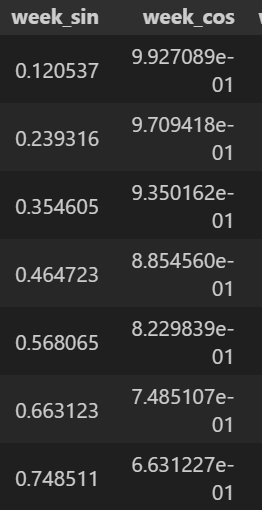 week_sin week_cos
0.120537 9.927089e-
01
0.239316 9.709418e-
01
0.354605 9.350162e-
01
0.464723 8.854560e-
01
0.568065 8.229839e-
01
0.663123 7.485107e-
01
0.748511 6.631227e-
01